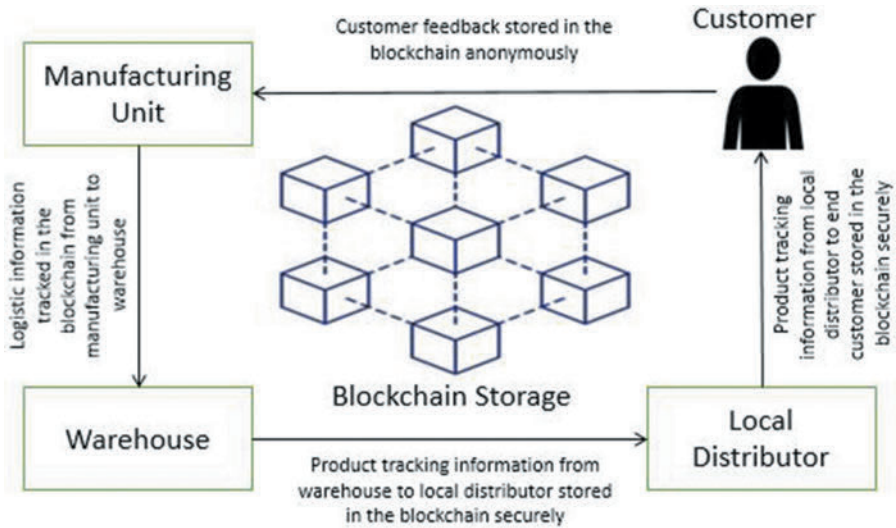 Customer feedback stored in the
blockchain anonymously
Customer
Manufacturing
Unit
Logistic information
tracked in the
blockchain from
manufacturing unit to
warehouse
Product tracking
information from local
distributor to end
customer stored in the
blockchain securely
Blockchain Storage
Warehouse
Local
Distributor
Product tracking information from
warehouse to local distributor stored
in the blockchain securely